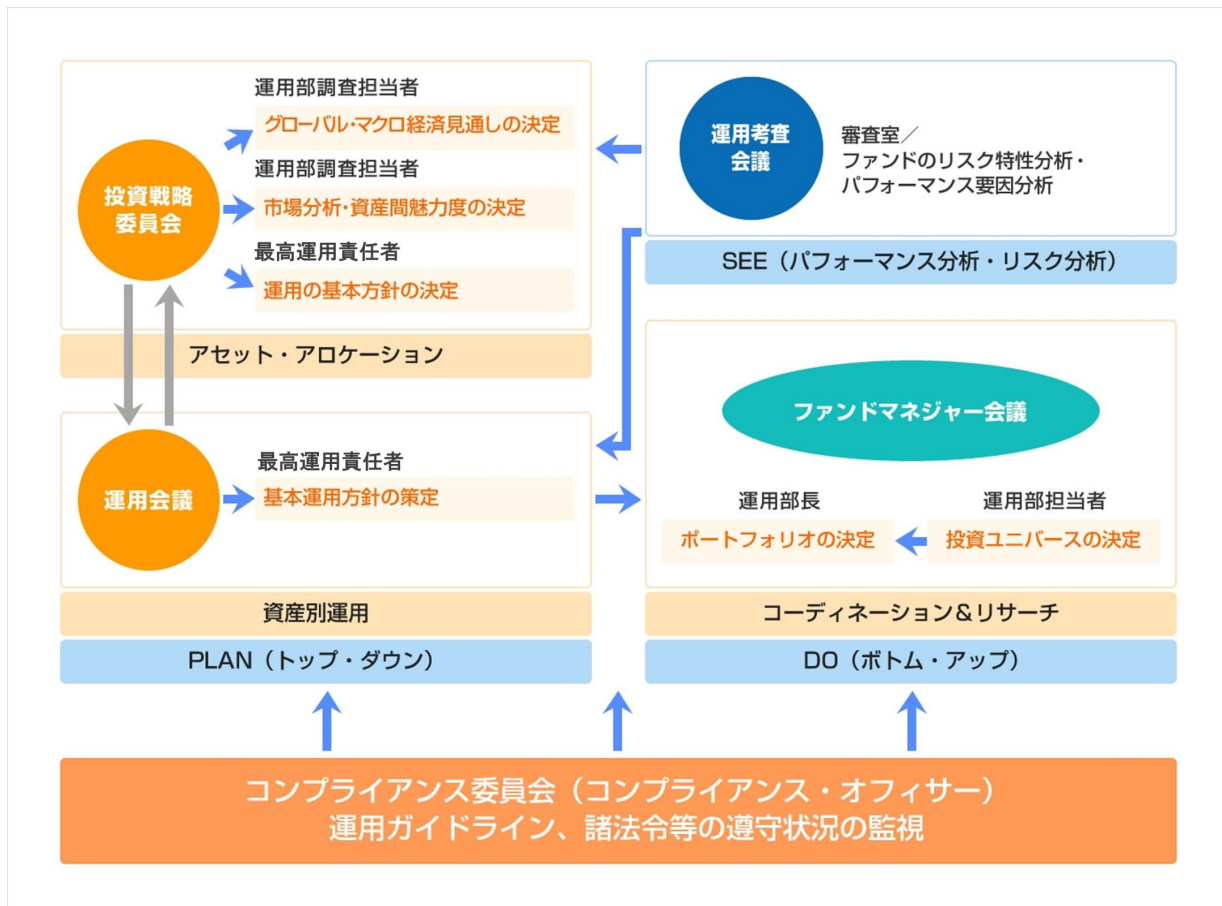 運用部調査担当者
グローバル・マクロ経済見通しの決定
投資戦略
委員会
運用部調査担当者
市場分析・資産間魅力度の決定
最高運用責任者
運用の基本方針の決定
アセット・アロケーション
運用会議
最高運用責任者
基本運用方針の策定
資産別運用
PLAN（トップ・ダウン）
運用考査
会議
審査室／
ファンドのリスク特性分析・
パフォーマンス要因分析
SEE（パフォーマンス分析・リスク分析）
ファンドマネジャー会議
運用部長
ポートフォリオの決定
運用部担当者
投資ユニバースの決定
コーディネーション＆リサーチ
DO（ボトム・アップ）
コンプライアンス委員会（コンプライアンス・オフィサー）
運用ガイドライン、諸法令等の遵守状況の監視